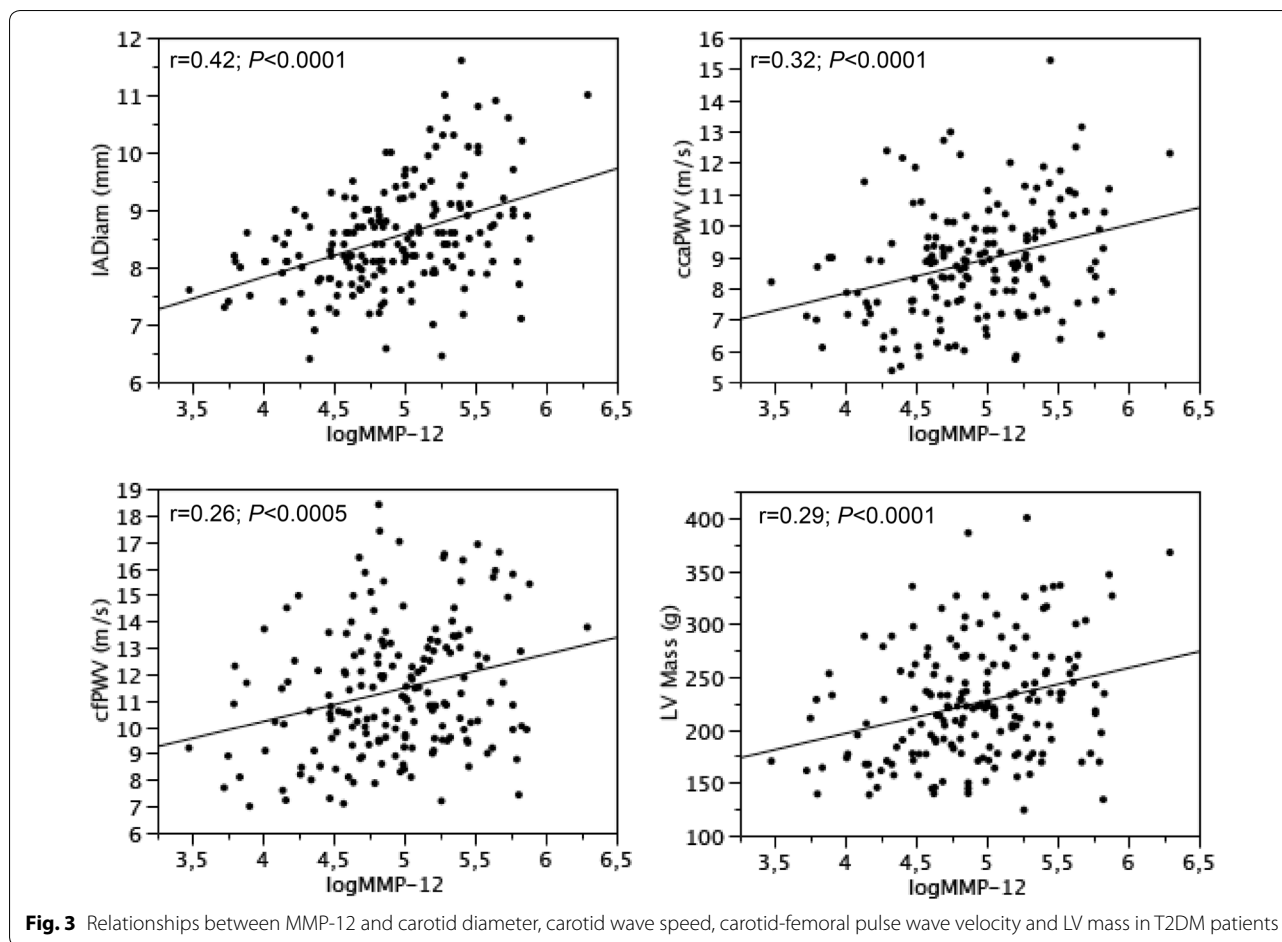 r=0.42; P<0.0001
12
11
10
9
8
7
6
IADiam (mm)
3,5 4 4,5 5 5,5 6 6,5
logMMP-12
r=0.32; P<0.0001
16
15
14
13
12
11
10
9
8
7
6
5
ccaPWV (m/s)
3,5 4 4,5 5 5,5 6 6,5
logMMP-12
r=0.26; P<0.0005
19
18
17
16
15
14
13
12
11
10
9
8
7
6
cfPWV (m/s)
3,5 4 4,5 5 5,5 6 6,5
logMMP-12
r=0.29; P<0.0001
400
350
300
250
200
150
100
LV Mass (g)
3,5 4 4,5 5 5,5 6 6,5
logMMP-12
Fig. 3 Relationships between MMP-12 and carotid diameter, carotid wave speed, carotid-femoral pulse wave velocity and LV mass in T2DM patients